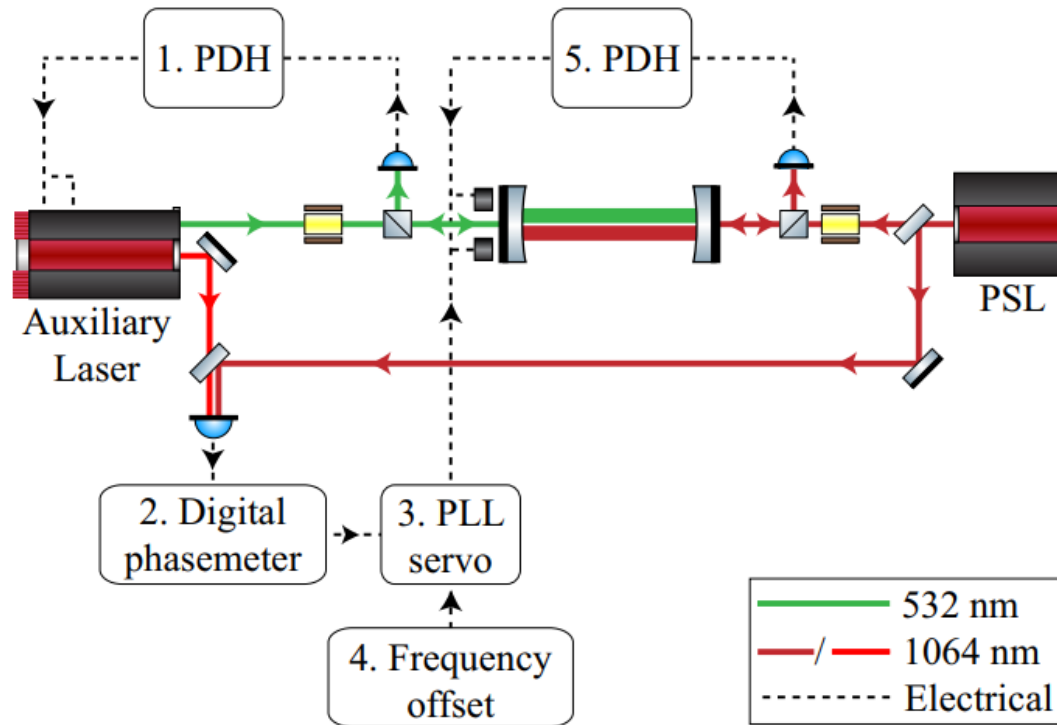 1. PDH
5. PDH
Auxiliary
Laser
PSL
2. Digital
phasemeter
3. PLL
servo
4. Frequency
offset
532 nm
/ 1064 nm
Electrical